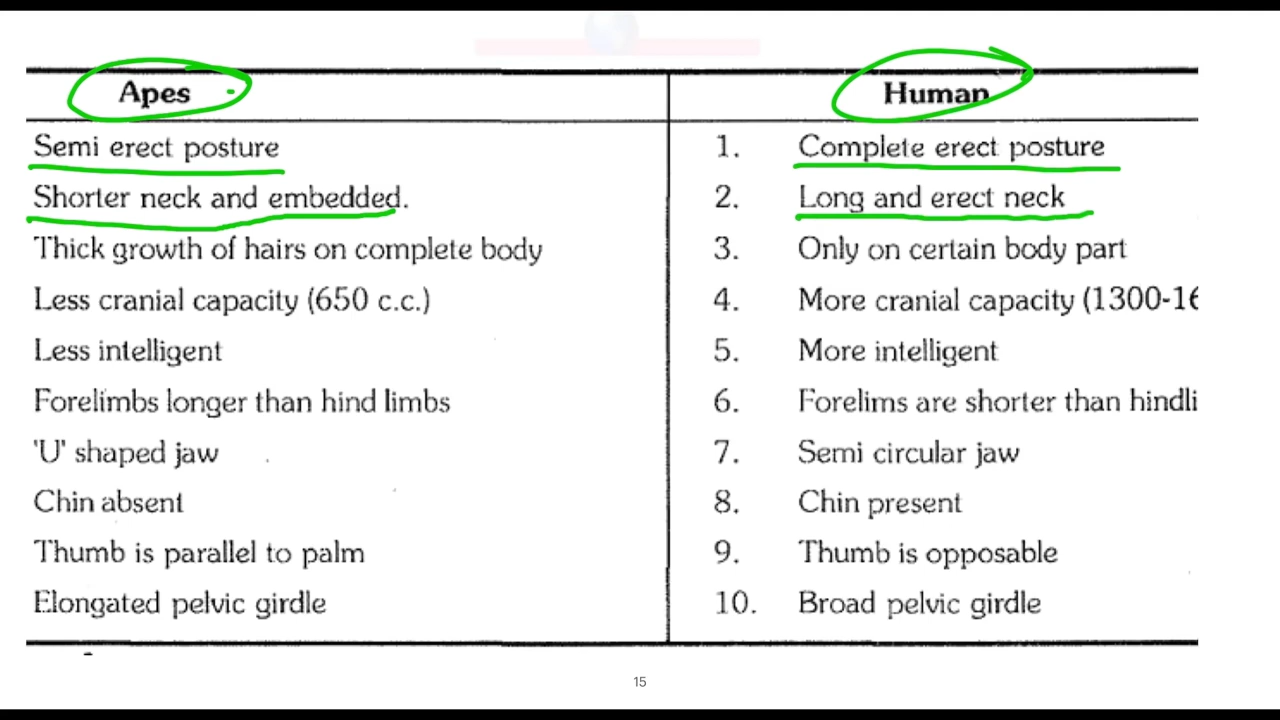 Apes Human
Semi erect posture 1. Complete erect posture
Shorter neck and embedded. 2. Long and erect neck
Thick growth of hairs on complete body 3. Only on certain body part
Less cranial capacity (650 c.c.) 4. More cranial capacity (1300-16
Less intelligent 5. More intelligent
Forelimbs longer than hind limbs 6. Forelims are shorter than hindli
'U' shaped jaw 7. Semi circular jaw
Chin absent 8. Chin present
Thumb is parallel to palm 9. Thumb is opposable
Elongated pelvic girdle 10. Broad pelvic girdle
15